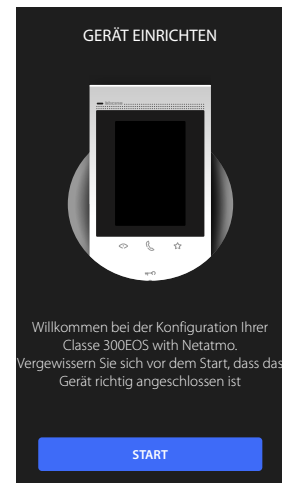 GERÄT EINRICHTEN
Willkommen bei der Konfiguration Ihrer
Classe 300EOS with Netatmo.
Vergewissern Sie sich vor dem Start, dass das
Gerät richtig angeschlossen ist
START